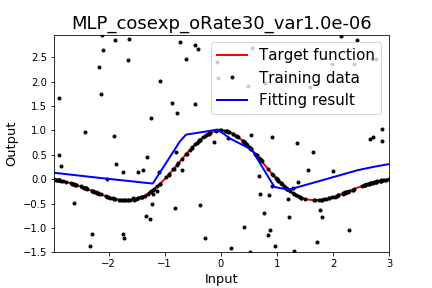 MLP_cosexp_oRate30_var1.0e-06
Target function
Training data
Fitting result
Output
2.5
2.0
1.5
1.0
0.5
0.0
−0.5
−1.0
−1.5
−2
−1
0
1
2
3
Input